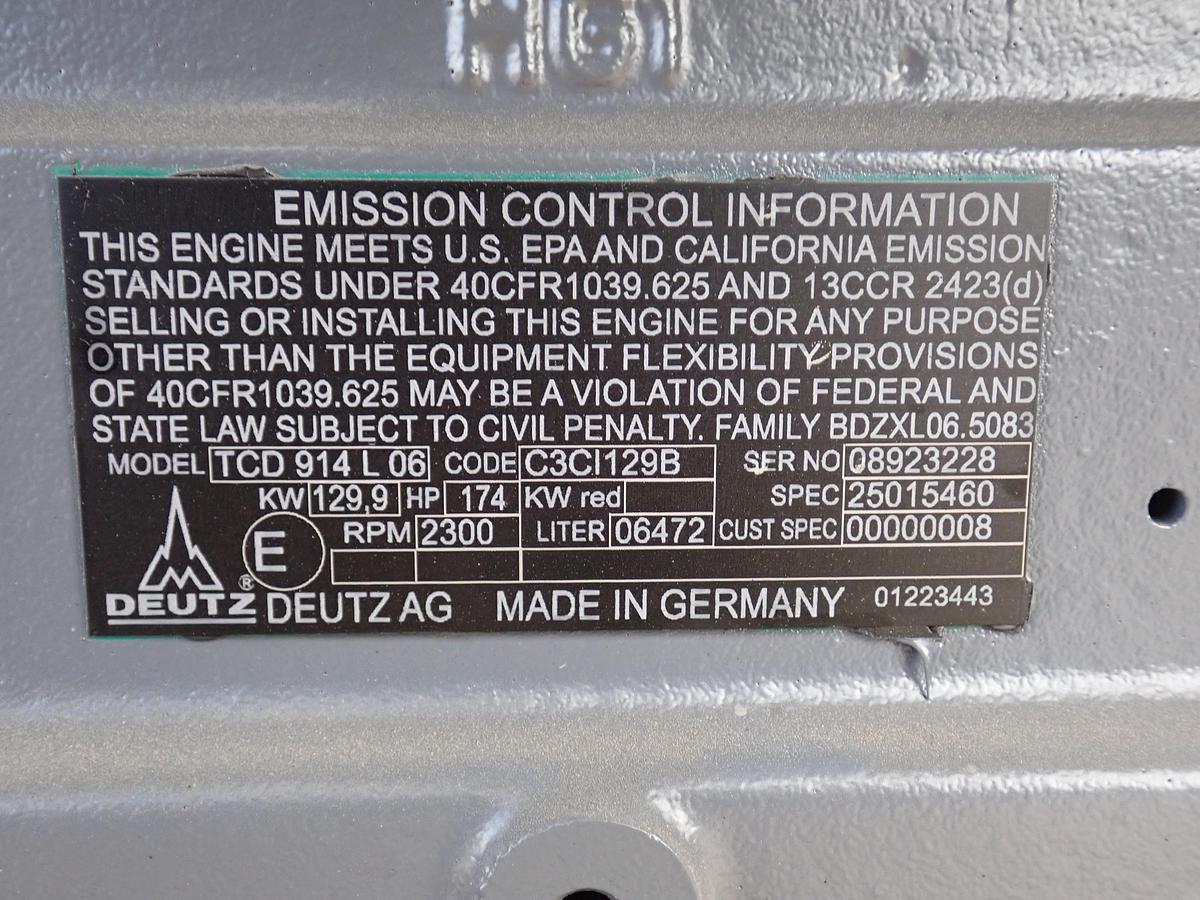 HGI
EMISSION CONTROL INFORMATION
THIS ENGINE MEETS U.S. EPA AND CALIFORNIA EMISSION
STANDARDS UNDER 40CFR1039.625 AND 13CCR 2423(d)
SELLING OR INSTALLING THIS ENGINE FOR ANY PURPOSE
OTHER THAN THE EQUIPMENT FLEXIBILITY PROVISIONS
OF 40CFR1039.625 MAY BE A VIOLATION OF FEDERAL AND
STATE LAW SUBJECT TO CIVIL PENALTY. FAMILY BDZXL06.5083
MODEL TCD 914 L 06 CODE C3CI129B SER NO 08923228
KW 129,9 HP 174 KW red SPEC 25015460
E RPM 2300 LITER 06472 CUST SPEC 00000008
DEUTZ ® DEUTZ AG MADE IN GERMANY 01223443